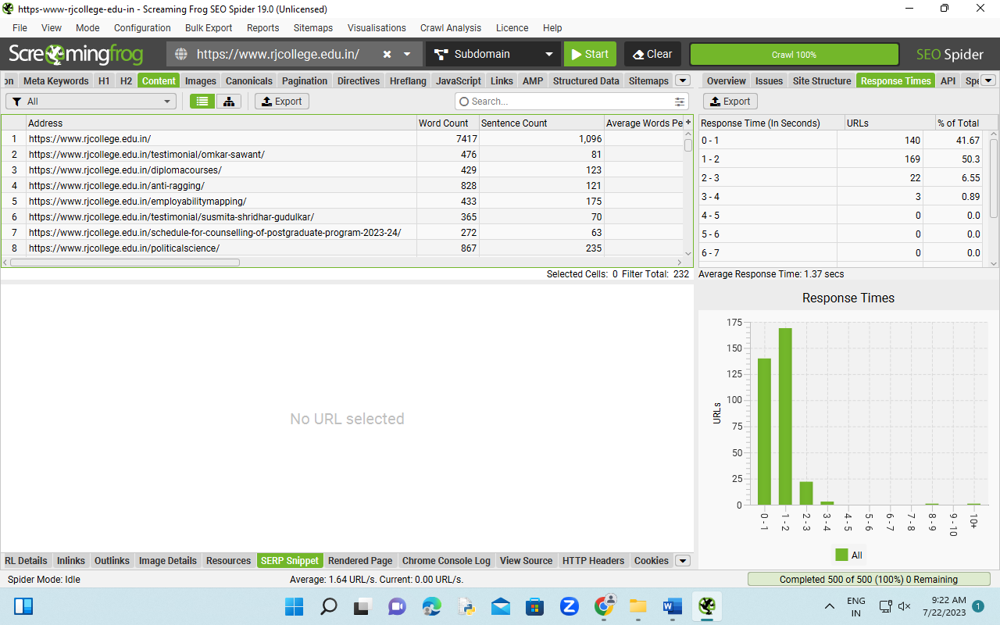 https-www-rjcollege-edu-in - Screaming Frog SEO Spider 19.0 (Unlicensed)
File View Mode Configuration Bulk Export Reports Sitemaps Visualisations Crawl Analysis Licence Help
Screamingfrog https://www.rjcollege.edu.in/ Subdomain Start Clear Crawl 100% SEO Spider
on Meta Keywords H1 H2 Content Images Canonicals Pagination Directives Hreflang JavaScript Links AMP Structured Data Sitemaps
All Export Search...
Address Word Count Sentence Count Average Words Pe +
1 https://www.rjcollege.edu.in/ 7417 1,096
2 https://www.rjcollege.edu.in/testimonial/omkar-sawant/ 476 81
3 https://www.rjcollege.edu.in/diplomacourses/ 429 123
4 https://www.rjcollege.edu.in/anti-ragging/ 828 121
5 https://www.rjcollege.edu.in/employabilitymapping/ 433 175
6 https://www.rjcollege.edu.in/testimonial/susmita-shridhar-gudulkar/ 365 70
7 https://www.rjcollege.edu.in/schedule-for-counselling-of-postgraduate-program-2023-24/ 272 63
8 https://www.rjcollege.edu.in/politicalscience/ 867 235
Selected Cells: 0 Filter Total: 232
No URL selected
RL Details Inlinks Outlinks Image Details Resources SERP Snippet Rendered Page Chrome Console Log View Source HTTP Headers Cookies
Overview Issues Site Structure Response Times API Spe
Export
Response Time (In Seconds) URLs % of Total
0 - 1 140 41.67
1 - 2 169 50.3
2 - 3 22 6.55
3 - 4 3 0.89
4 - 5 0 0.0
5 - 6 0 0.0
6 - 7 0 0.0
Average Response Time: 1.37 secs
Response Times
175
150
125
100
75
50
25
0
URLs
0 - 1 1 - 2 2 - 3 3 - 4 4 - 5 5 - 6 6 - 7 7 - 8 8 - 9 9 - 10 10+
All
Spider Mode: Idle Average: 1.64 URL/s. Current: 0.00 URL/s. Completed 500 of 500 (100%) 0 Remaining
ENG
IN
9:22 AM
7/22/2023
1